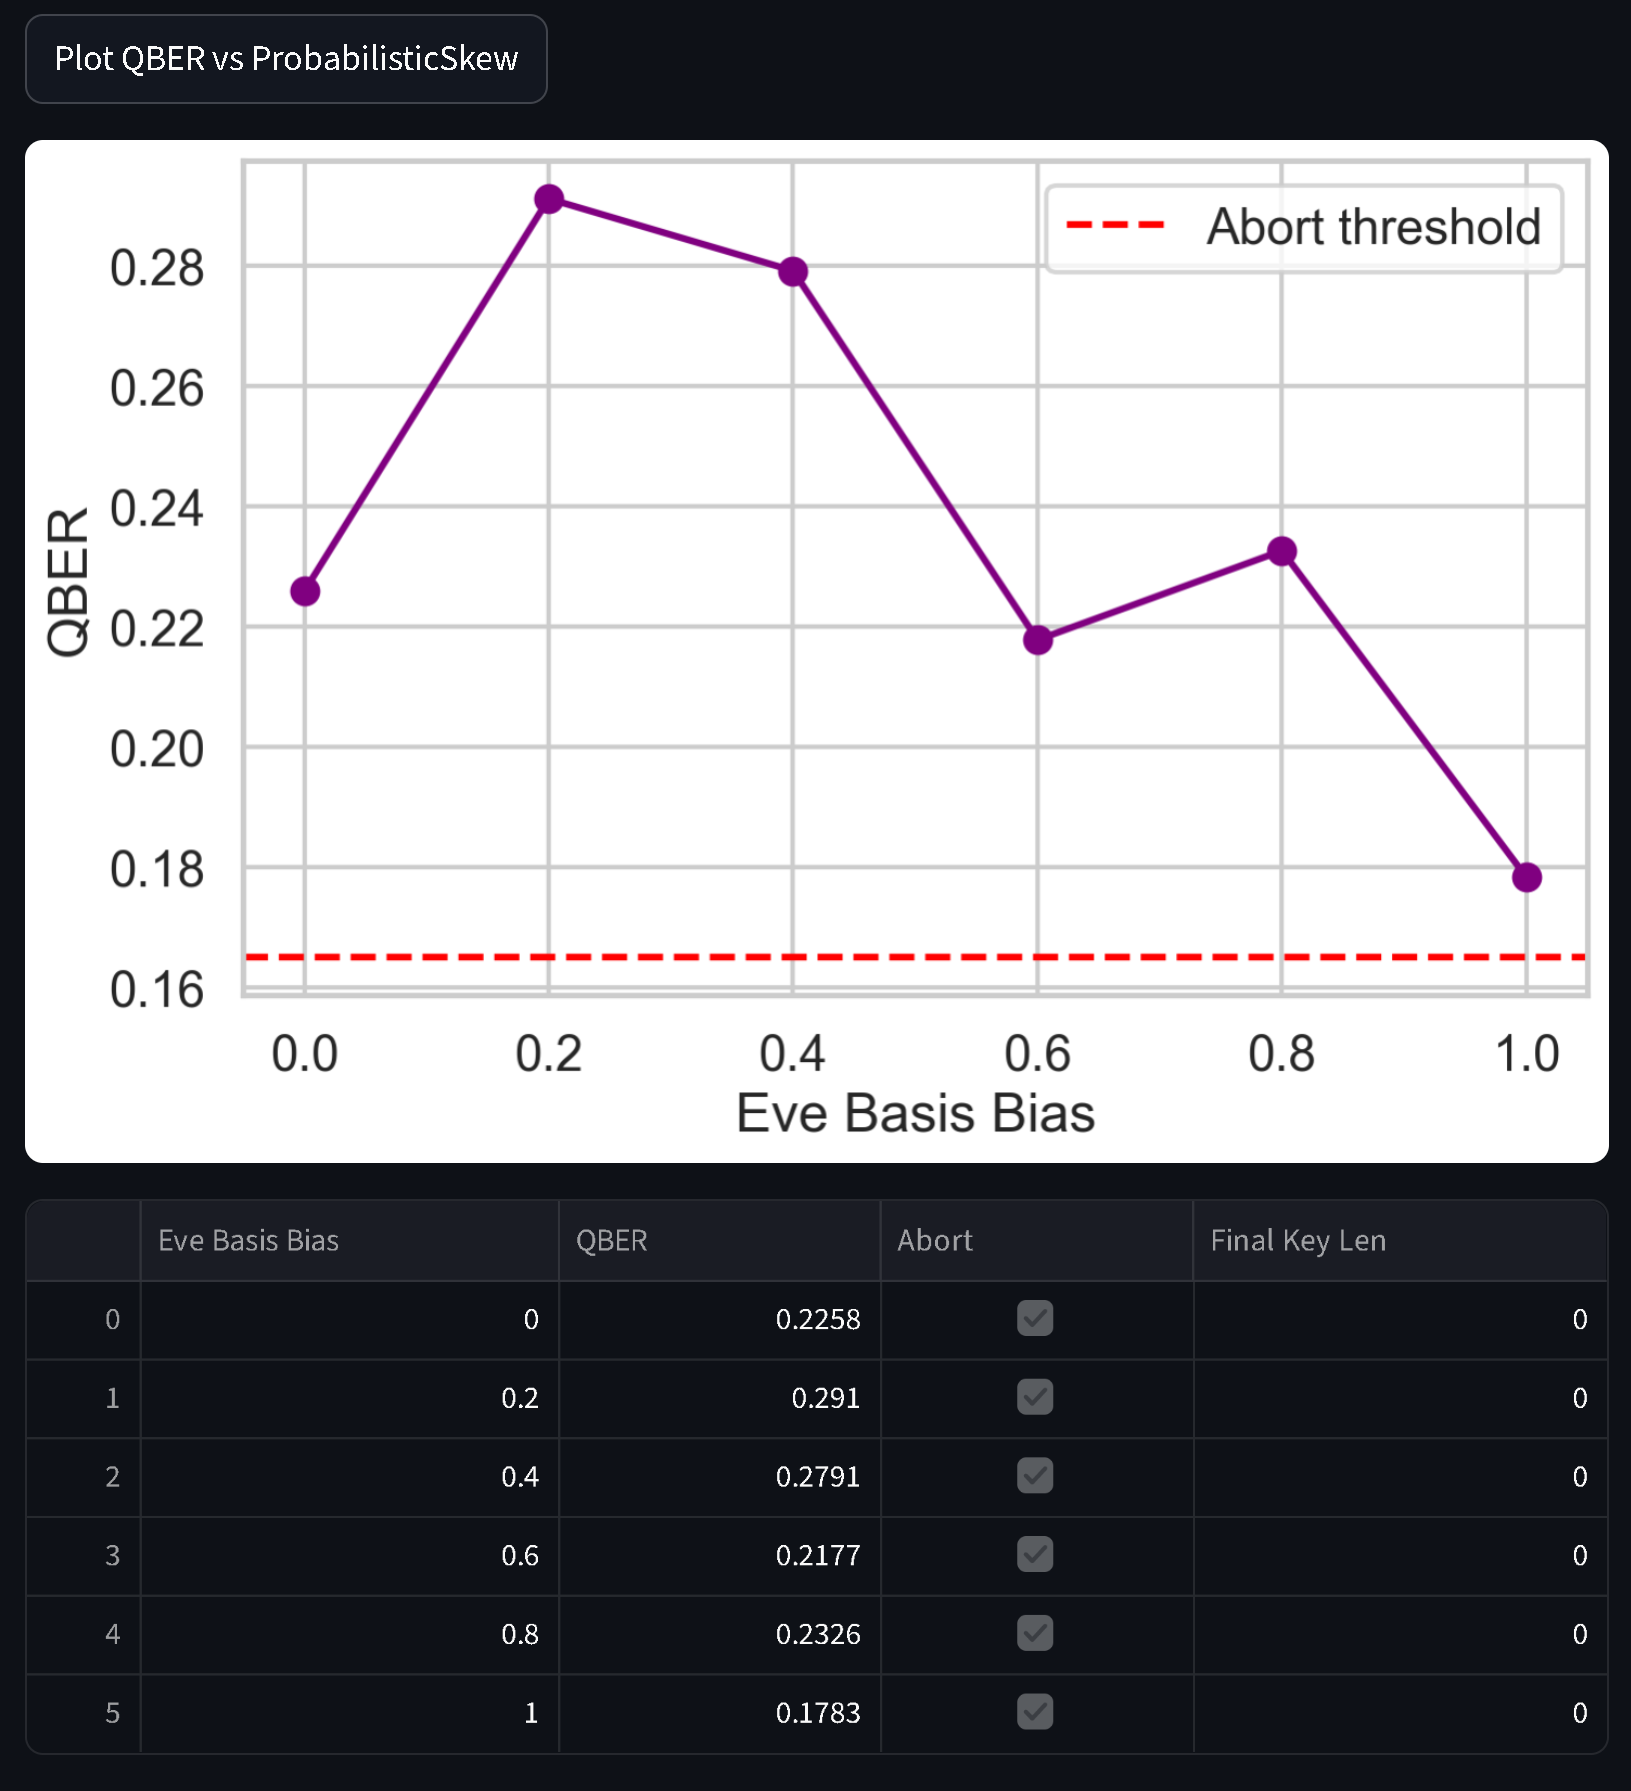 Plot QBER vs ProbabilisticSkew
Abort threshold
0.28
0.26
0.24
0.22
0.20
0.18
0.16
QBER
0.0 0.2 0.4 0.6 0.8 1.0
Eve Basis Bias
Eve Basis Bias QBER Abort Final Key Len
0 0 0.2258 0
1 0.2 0.291 0
2 0.4 0.2791 0
3 0.6 0.2177 0
4 0.8 0.2326 0
5 1 0.1783 0